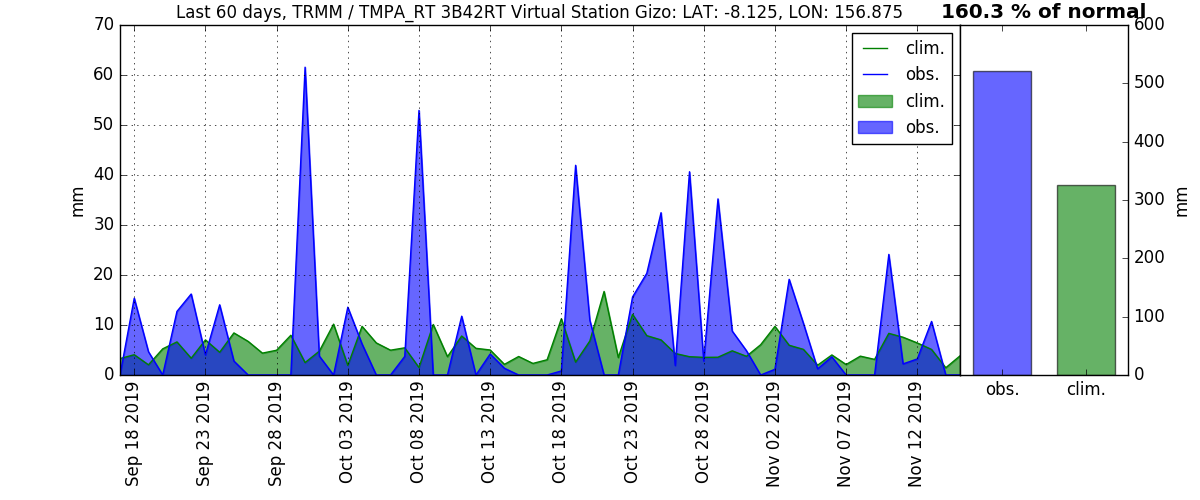 Last 60 days, TRMM / TMPA_RT 3B42RT Virtual Station Gizo: LAT: -8.125, LON: 156.875
160.3 % of normal
70
60
50
40
30
20
10
0
mm
clim.
obs.
clim.
obs.
600
500
400
300
200
100
0
mm
obs.
clim.
Sep 18 2019
Sep 23 2019
Sep 28 2019
Oct 03 2019
Oct 08 2019
Oct 13 2019
Oct 18 2019
Oct 23 2019
Oct 28 2019
Nov 02 2019
Nov 07 2019
Nov 12 2019